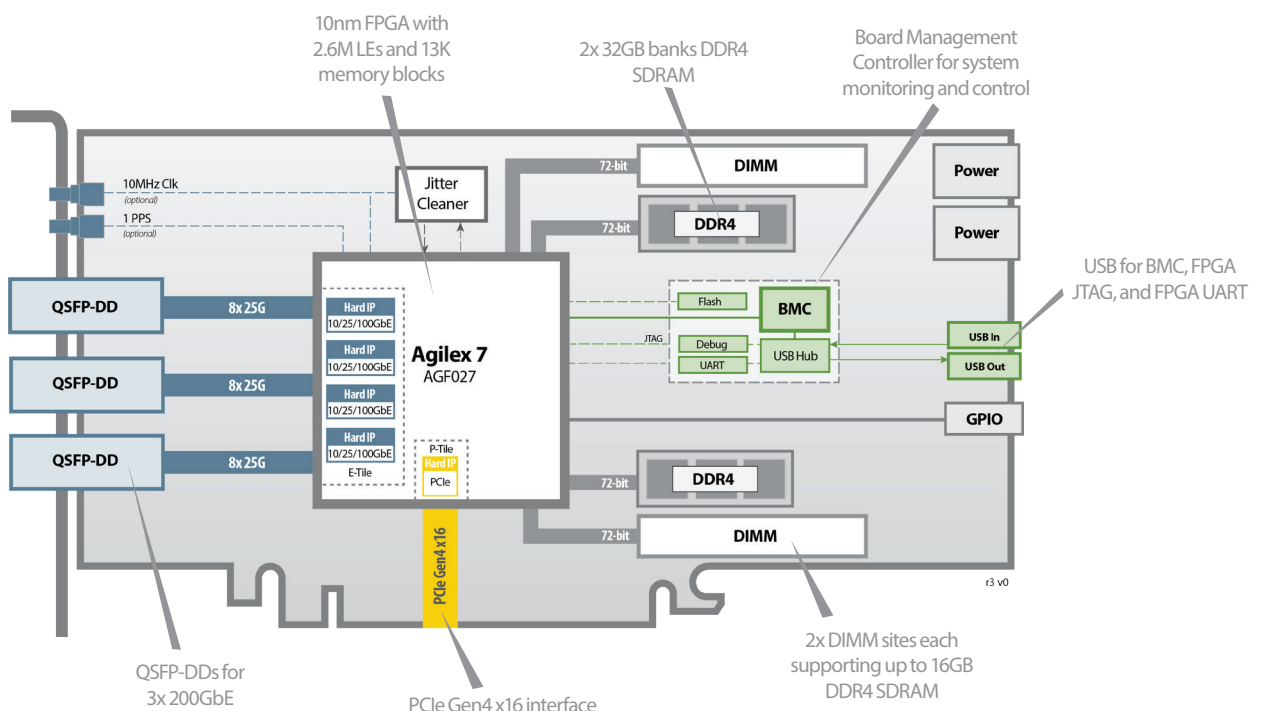 10nm FPGA with
2.6M LEs and 13K
memory blocks
2x 32GB banks DDR4
SDRAM
Board Management
Controller for system
monitoring and control
10MHz Clk
(optional)
1 PPS
(optional)
Jitter
Cleaner
72-bit
DIMM
72-bit
DDR4
Power
Power
USB for BMC, FPGA
JTAG, and FPGA UART
QSFP-DD
8x 25G
QSFP-DD
8x 25G
QSFP-DD
8x 25G
Hard IP
10/25/100GbE
Hard IP
10/25/100GbE
Hard IP
10/25/100GbE
Hard IP
10/25/100GbE
E-Tile
Agilex 7
AGF027
P-Tile
Hard IP
PCIe
PCIe Gen4 x16
Flash
BMC
JTAG
Debug
UART
USB Hub
USB In
USB Out
GPIO
72-bit
DDR4
72-bit
DIMM
r3 v0
QSFP-DDs for
3x 200GbE
PCIe Gen4 x16 interface
2x DIMM sites each
supporting up to 16GB
DDR4 SDRAM